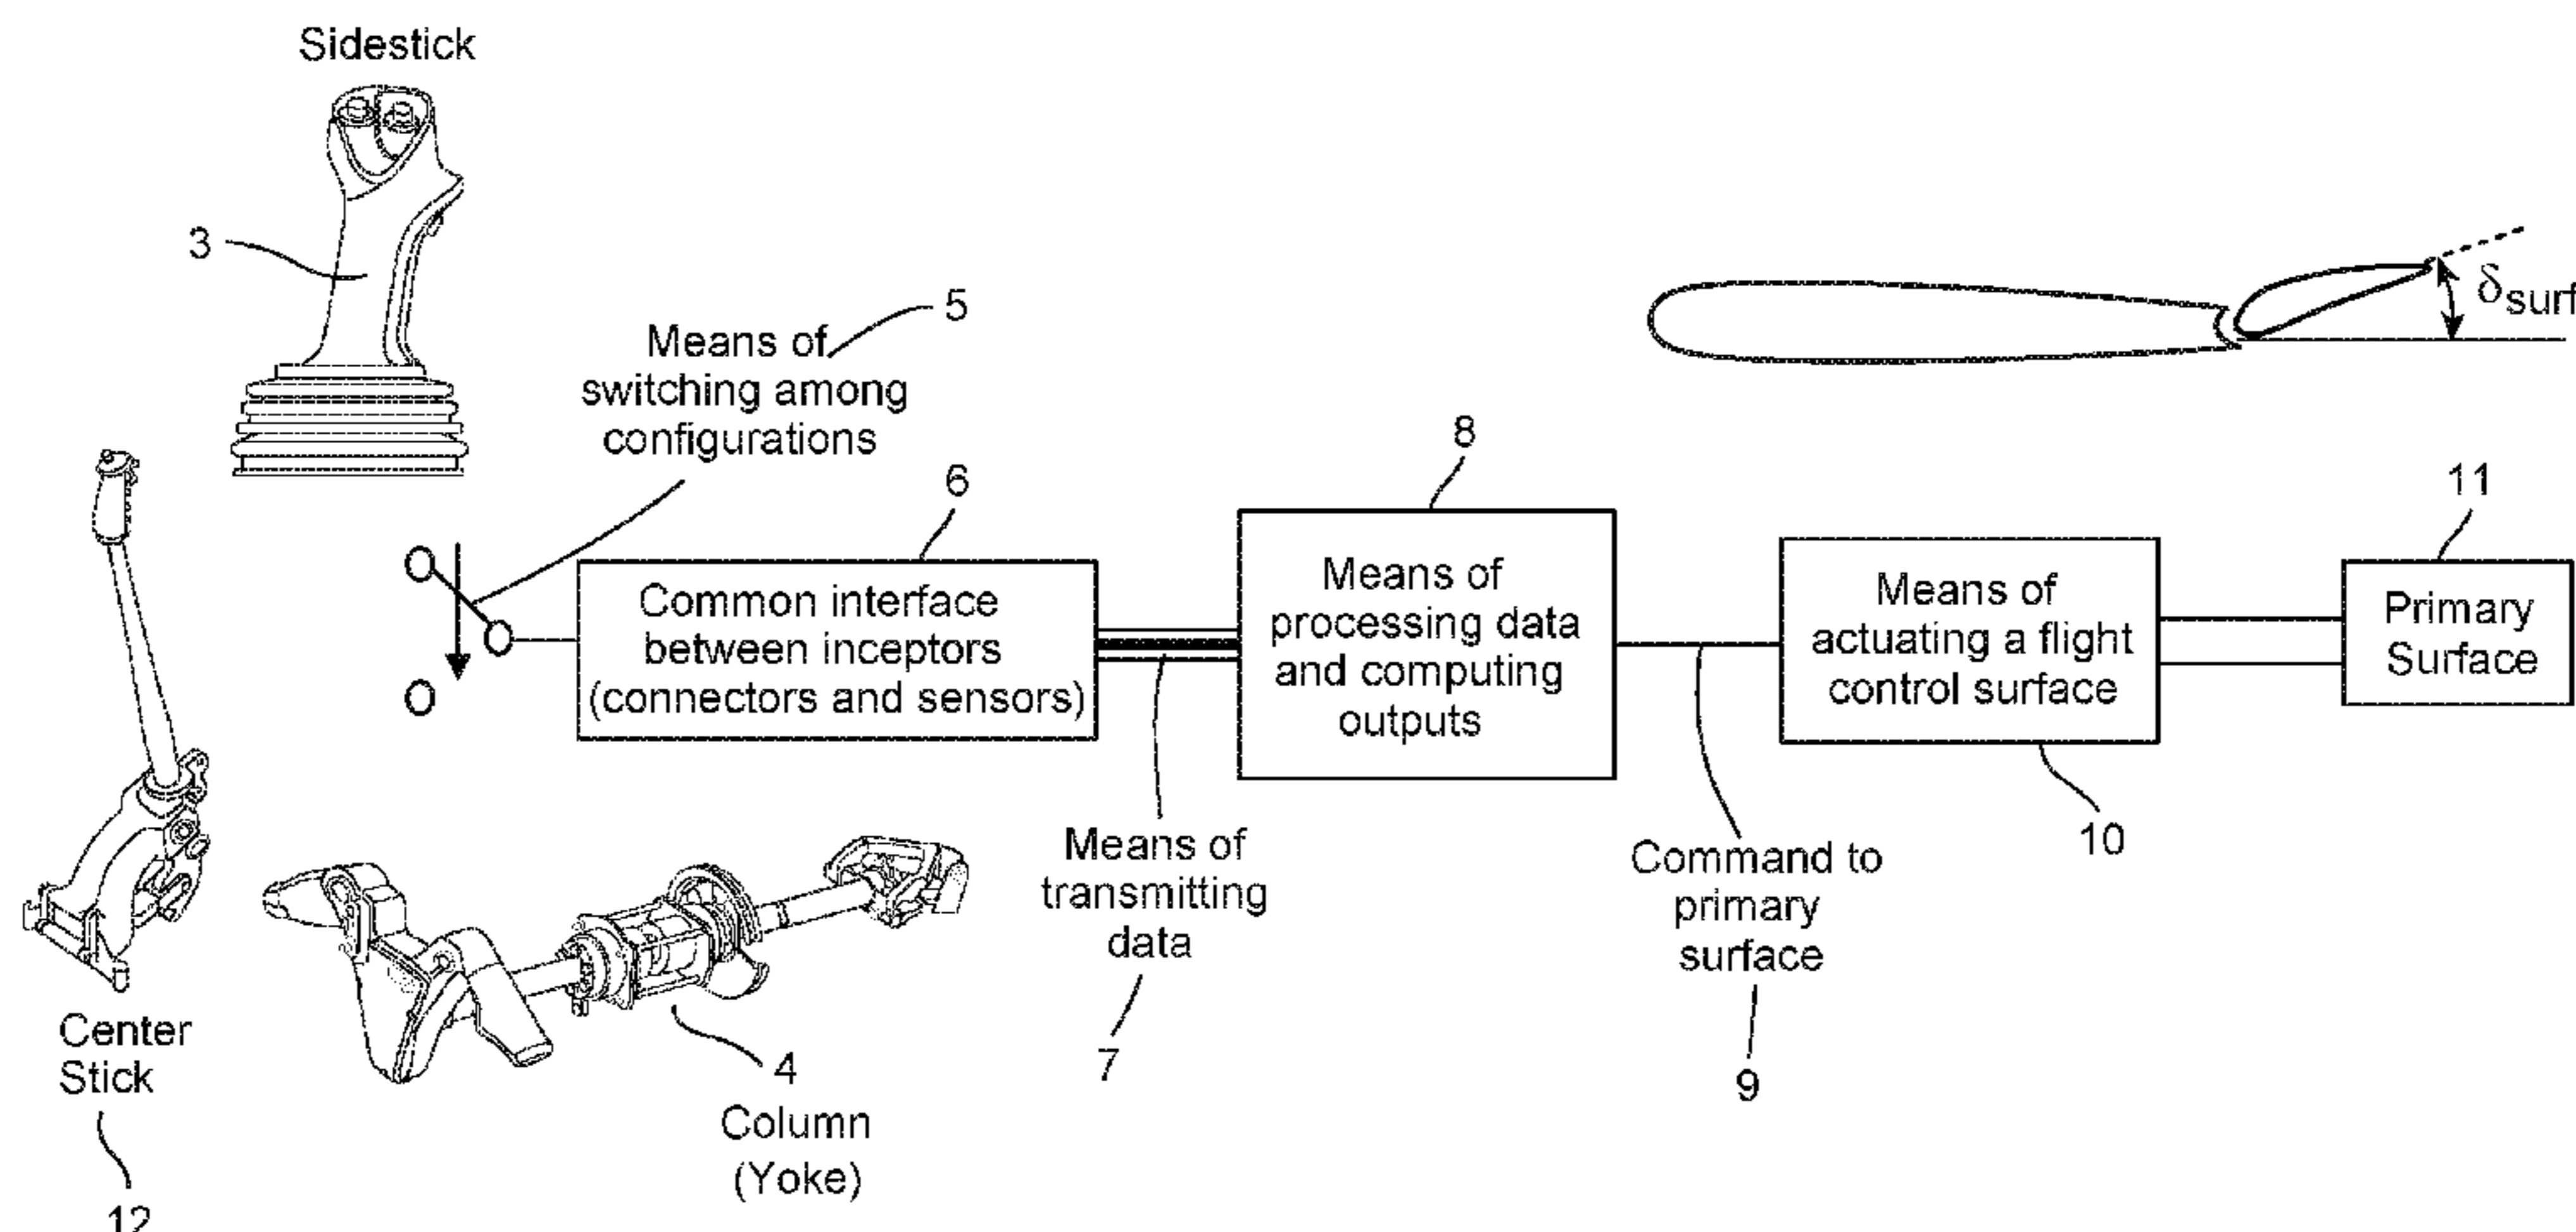 Sidestick
3
5
Means of
switching among
configurations
δsurf
6
Common interface
between inceptors
(connectors and sensors)
8
Means of
processing data
and computing
outputs
Means of
actuating a flight
control surface
11
Primary
Surface
10
Means of
transmitting
data
7
Command to
primary
surface
9
Center
Stick
12
4
Column
(Yoke)